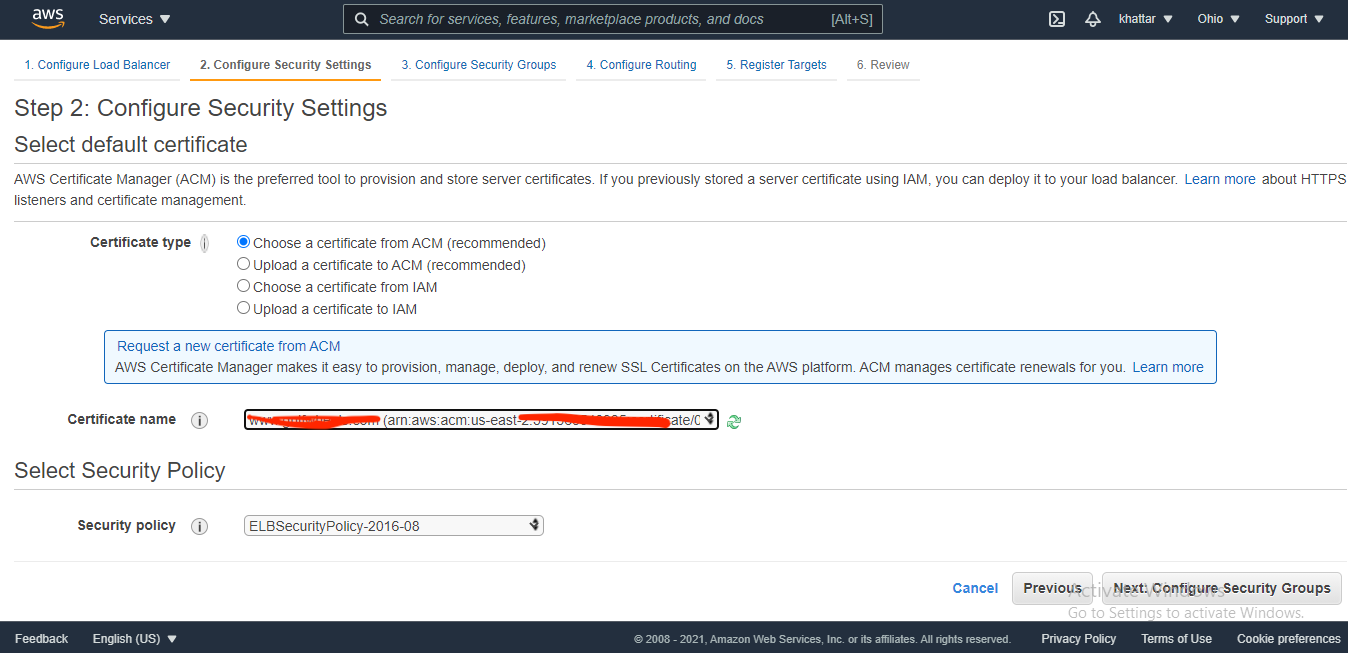 aws
Services
Search for services, features, marketplace products, and docs [Alt+S]
khattar
Ohio
Support
1. Configure Load Balancer
2. Configure Security Settings
3. Configure Security Groups
4. Configure Routing
5. Register Targets
6. Review
Step 2: Configure Security Settings
Select default certificate
AWS Certificate Manager (ACM) is the preferred tool to provision and store server certificates. If you previously stored a server certificate using IAM, you can deploy it to your load balancer. Learn more about HTTPS
listeners and certificate management.
Certificate type i
Choose a certificate from ACM (recommended)
Upload a certificate to ACM (recommended)
Choose a certificate from IAM
Upload a certificate to IAM
Request a new certificate from ACM
AWS Certificate Manager makes it easy to provision, manage, deploy, and renew SSL Certificates on the AWS platform. ACM manages certificate renewals for you. Learn more
Certificate name i
(arn:aws:acm:us-east-2
Select Security Policy
Security policy i
ELBSecurityPolicy-2016-08
Cancel
Previous
Next: Configure Security Groups
Activate Windows
Go to Settings to activate Windows.
Feedback
English (US)
© 2008 - 2021, Amazon Web Services, Inc. or its affiliates. All rights reserved.
Privacy Policy
Terms of Use
Cookie preferences